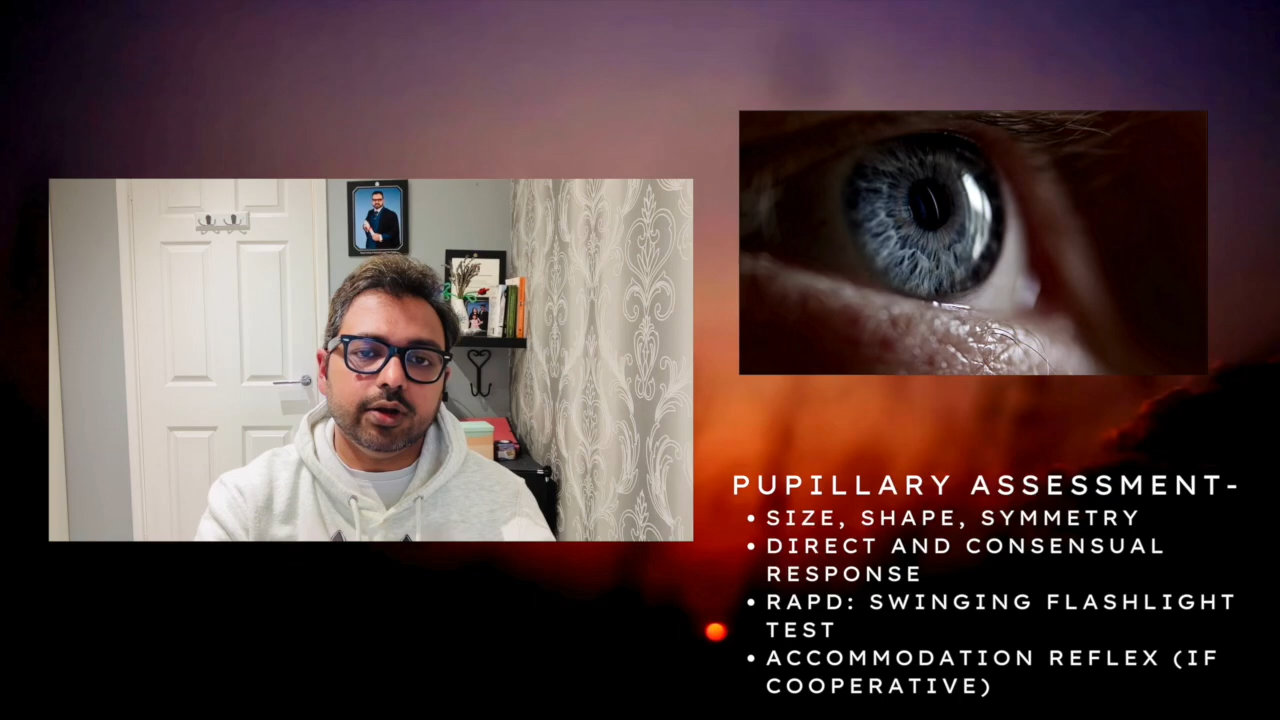 PUPILLARY ASSESSMENT-
• SIZE, SHAPE, SYMMETRY
• DIRECT AND CONSENSUAL
RESPONSE
• RAPD: SWINGING FLASHLIGHT
TEST
• ACCOMMODATION REFLEX (IF
COOPERATIVE)